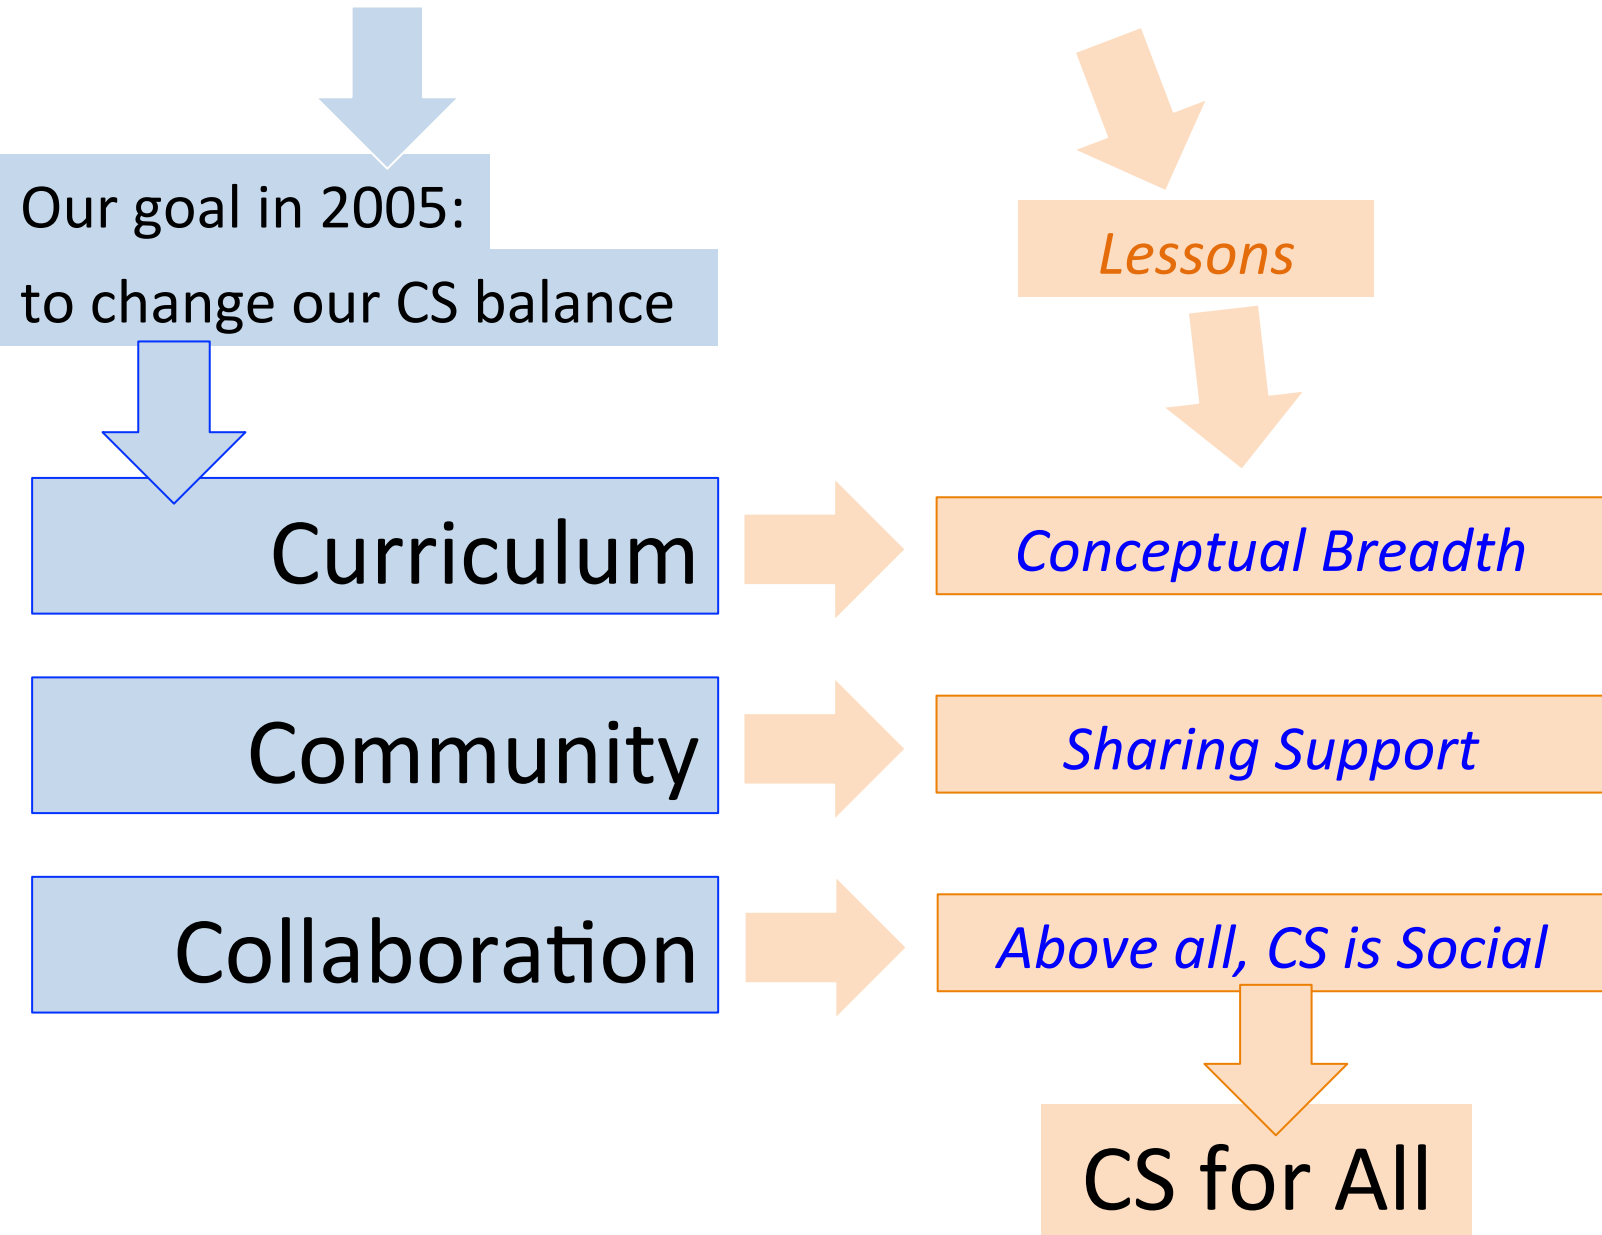 Our goal in 2005:
to change our CS balance
Lessons
Curriculum
Conceptual Breadth
Community
Sharing Support
Collaboration
Above all, CS is Social
CS for All